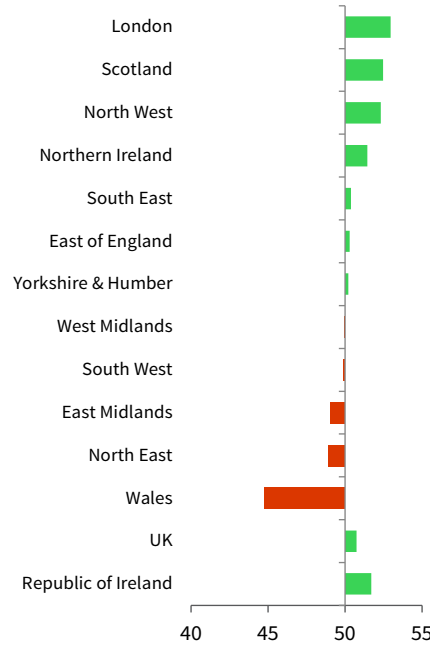 London
Scotland
North West
Northern Ireland
South East
East of England
Yorkshire & Humber
West Midlands
South West
East Midlands
North East
Wales
UK
Republic of Ireland
40 45 50 55